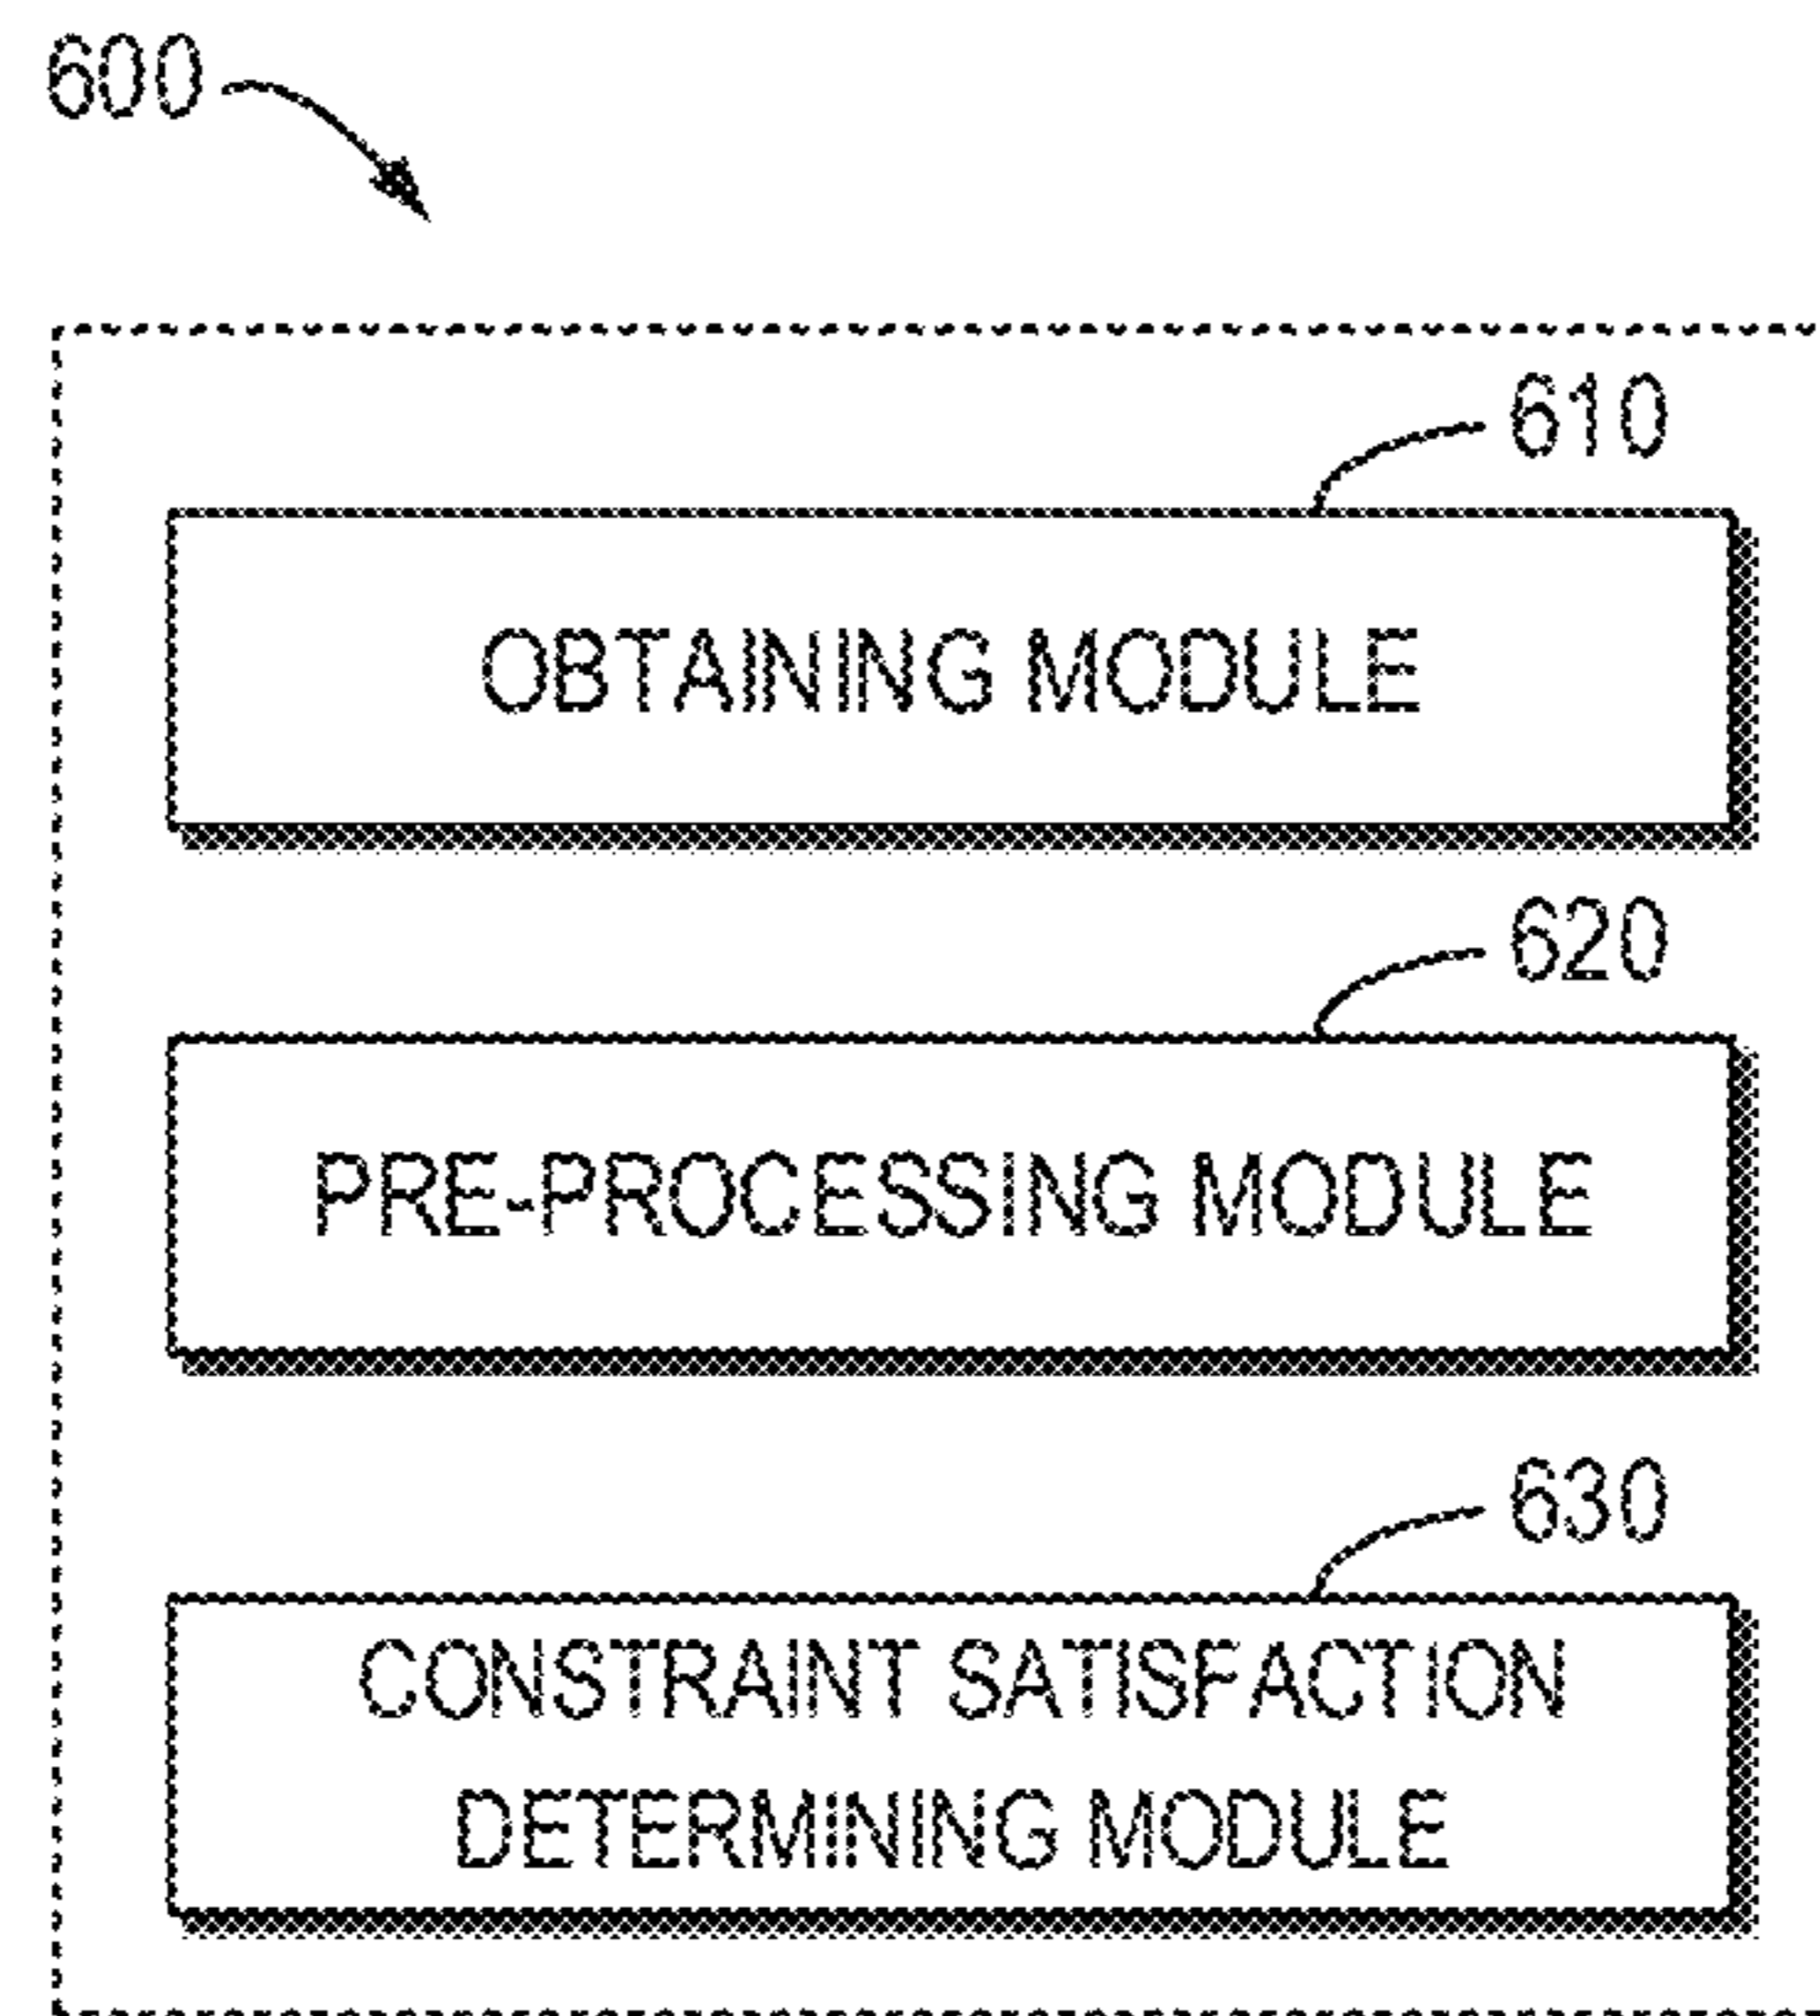 600
610
OBTAINING MODULE
620
PRE-PROCESSING MODULE
630
CONSTRAINT SATISFACTION
DETERMINING MODULE